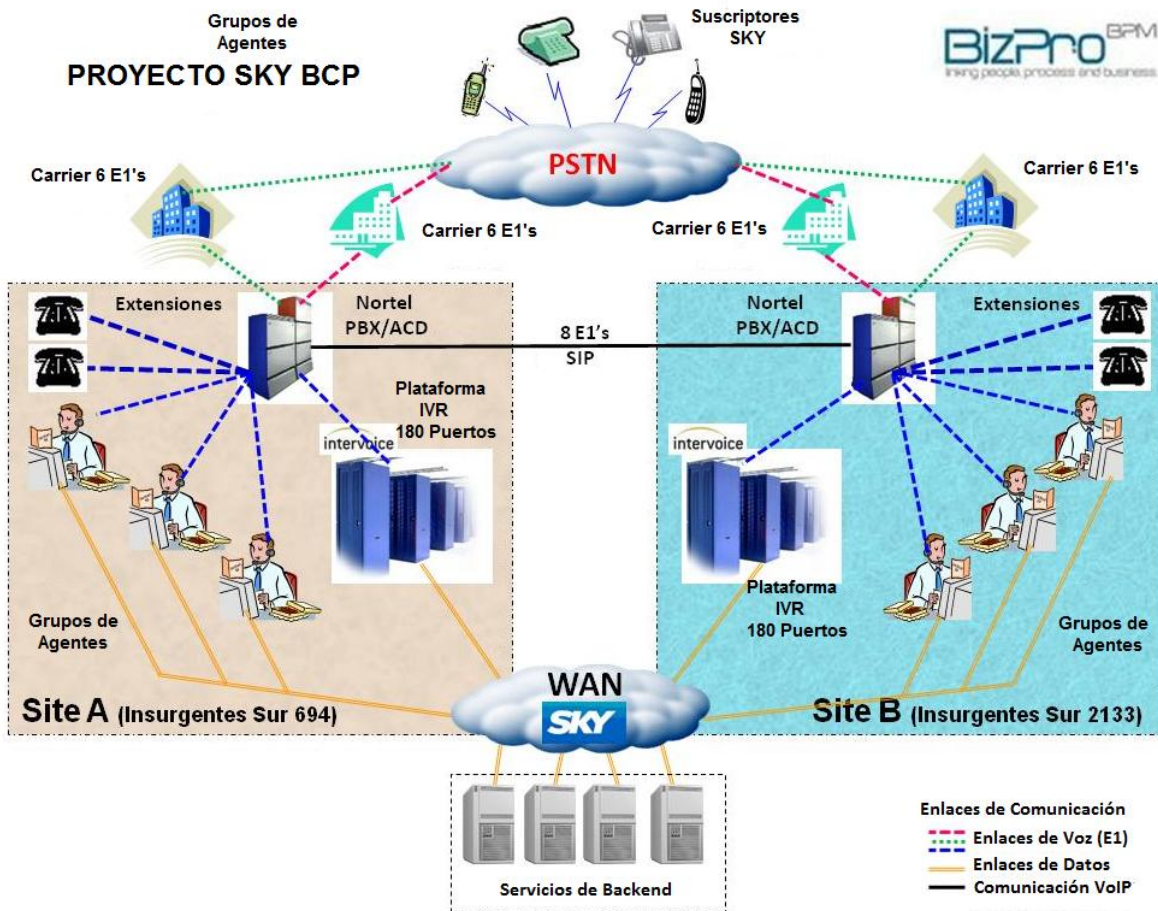 Grupos de
Agentes
PROYECTO SKY BCP
Suscriptores
SKY
BizPro BPM
linking people, process and business
PSTN
Carrier 6 E1's
Carrier 6 E1's
Carrier 6 E1's
Carrier 6 E1's
Extensiones
Nortel
PBX/ACD
8 E1's
SIP
Nortel
PBX/ACD
Extensiones
Plataforma
IVR
180 Puertos
intervoice
intervoice
Plataforma
IVR
180 Puertos
Grupos de
Agentes
Grupos de
Agentes
Site A (Insurgentes Sur 694)
WAN
SKY
Site B (Insurgentes Sur 2133)
Servicios de Backend
Enlaces de Comunicación
Enlaces de Voz (E1)
Enlaces de Datos
Comunicación VoIP